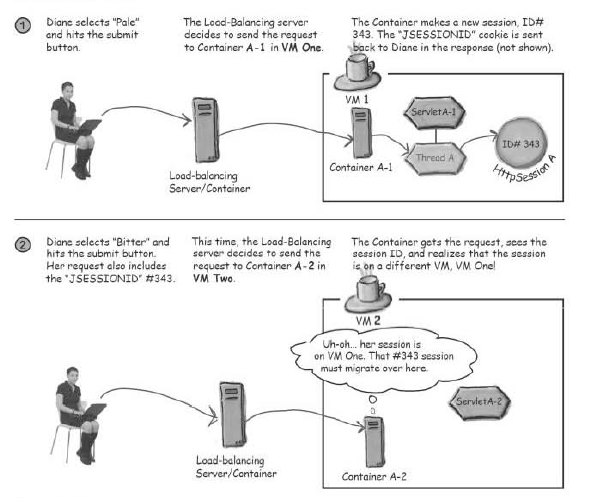 1
Diane selects "Pale"
and hits the submit
button.
The Load-Balancing server
decides to send the request
to Container A-1 in VM One.
The Container makes a new session, ID#
343. The "JSESSIONID" cookie is sent
back to Diane in the response (not shown).
VM 1
Servlet A-1
Thread A
ID# 343
HttpSession A
Container A-1
Load-balancing
Server/Container
2
Diane selects "Bitter" and
hits the submit button.
Her request also includes
the "JSESSIONID" #343.
This time, the Load-Balancing
server decides to send the
request to Container A-2 in
VM Two.
The Container gets the request, sees the
session ID, and realizes that the session
is on a different VM, VM One!
VM 2
Uh-oh... her session is
on VM One. That #343 session
must migrate over here.
Servlet A-2
Load-balancing
Server/Container
Container A-2